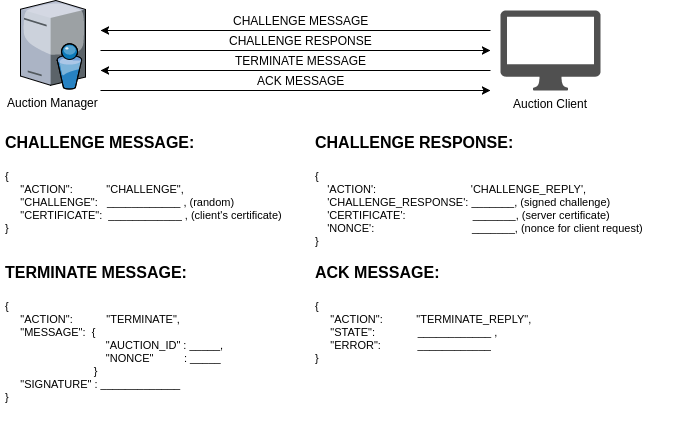 CHALLENGE MESSAGE
CHALLENGE RESPONSE
TERMINATE MESSAGE
ACK MESSAGE
Auction Manager
Auction Client
CHALLENGE MESSAGE:
{
"ACTION": "CHALLENGE",
"CHALLENGE": ____________ , (random)
"CERTIFICATE": ____________ , (client's certificate)
}
CHALLENGE RESPONSE:
{
'ACTION': 'CHALLENGE_REPLY',
'CHALLENGE_RESPONSE': _______, (signed challenge)
'CERTIFICATE': _______, (server certificate)
'NONCE': _______, (nonce for client request)
}
TERMINATE MESSAGE:
{
"ACTION": "TERMINATE",
"MESSAGE": {
"AUCTION_ID" : _____,
"NONCE" : _____
}
"SIGNATURE" : _____________
}
ACK MESSAGE:
{
"ACTION": "TERMINATE_REPLY",
"STATE": ____________ ,
"ERROR": ____________
}